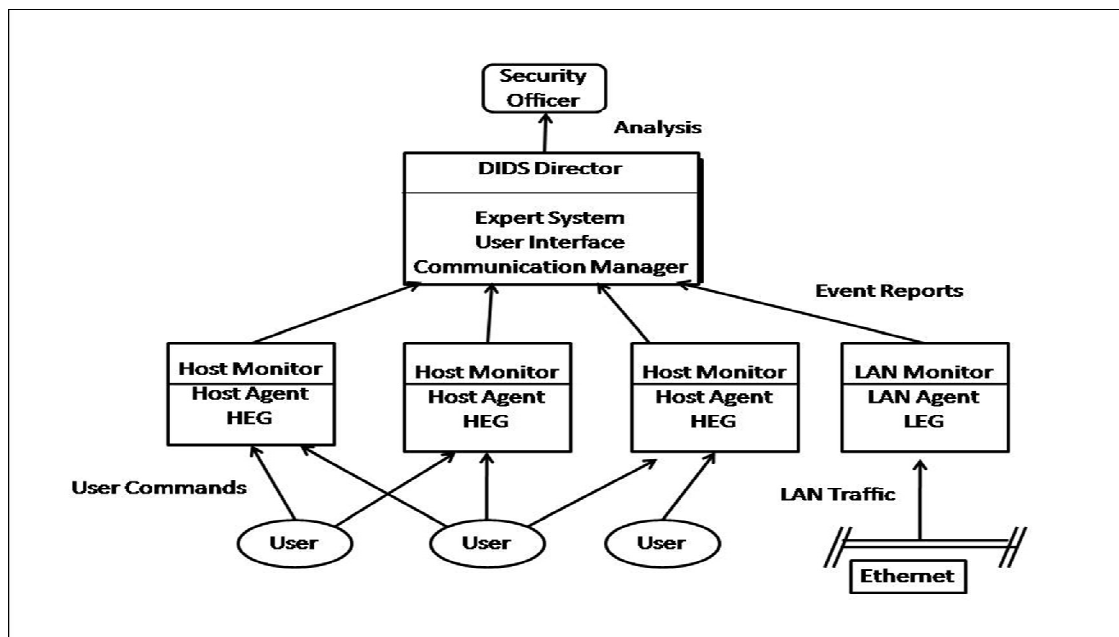 Security
Officer
Analysis
DIDS Director
Expert System
User Interface
Communication Manager
Event Reports
Host Monitor
Host Agent
HEG
Host Monitor
Host Agent
HEG
Host Monitor
Host Agent
HEG
LAN Monitor
LAN Agent
LEG
User Commands
LAN Traffic
User
User
User
Ethernet